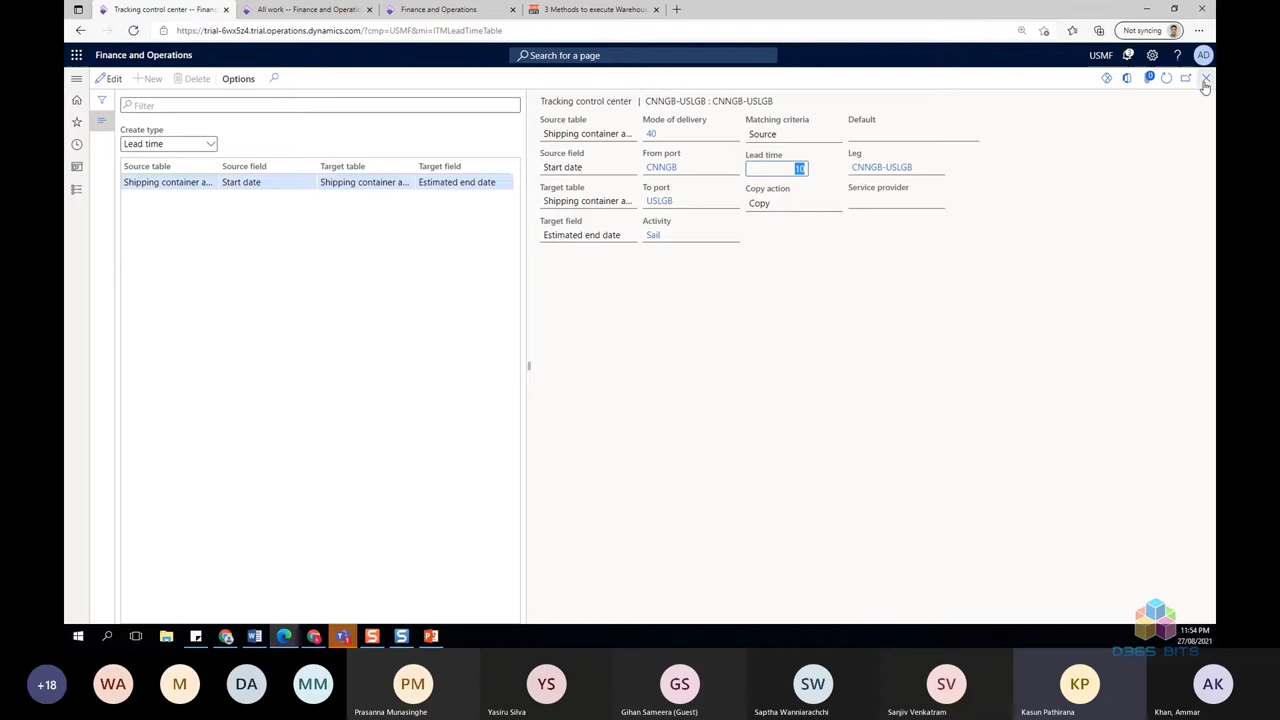 Tracking control center -- Financ
All work -- Finance and Operatio
Finance and Operations
3 Methods to execute Warehous
https://trial-6wx5z4.trial.operations.dynamics.com/?cmp=USMF&mi=ITMLeadTimeTable
Not syncing
Finance and Operations
Search for a page
USMF
?
AD
Edit
New
Delete
Options
0
Filter
Create type
Lead time
Source table
Source field
Target table
Target field
Shipping container a...
Start date
Shipping container a...
Estimated end date
Tracking control center | CNNGB-USLGB : CNNGB-USLGB
Source table
Mode of delivery
Matching criteria
Default
Shipping container a...
40
Source
Source field
From port
Lead time
Leg
Start date
CNNGB
10
CNNGB-USLGB
Target table
To port
Copy action
Service provider
Shipping container a...
USLGB
Copy
Target field
Activity
Estimated end date
Sail
11:54 PM
27/08/2021
D365 BITS
+18
WA
M
DA
MM
PM
Prasanna Munasinghe
YS
Yasiru Silva
GS
Gihan Sameera (Guest)
SW
Saptha Wanniarachchi
SV
Sanjiv Venkatram
KP
Kasun Pathirana
AK
Khan, Ammar